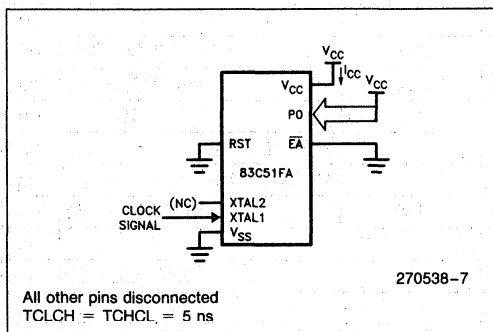 VCC
ICC
VCC
VCC
P0
RST
EA
83C51FA
(NC)
XTAL2
CLOCK
SIGNAL
XTAL1
VSS
270538-7
All other pins disconnected
TCLCH = TCHCL = 5 ns